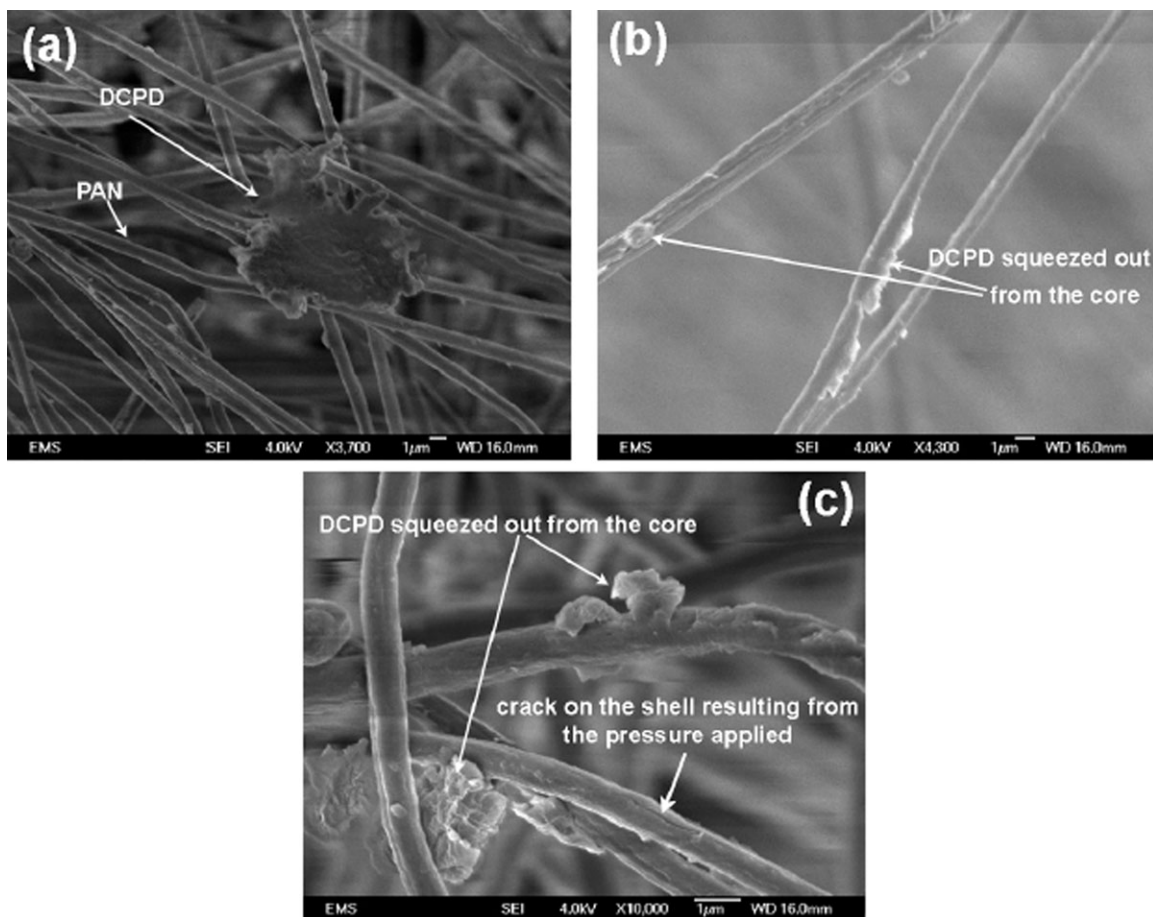 (a)
DCPD
PAN
EMS SEI 4.0kV X3,700 1μm WD 16.0mm
(b)
DCPD squeezed out
from the core
EMS SEI 4.0kV X4,300 1μm WD 16.0mm
(c)
DCPD squeezed out from the core
crack on the shell resulting from
the pressure applied
EMS SEI 4.0kV X10,000 1μm WD 16.0mm